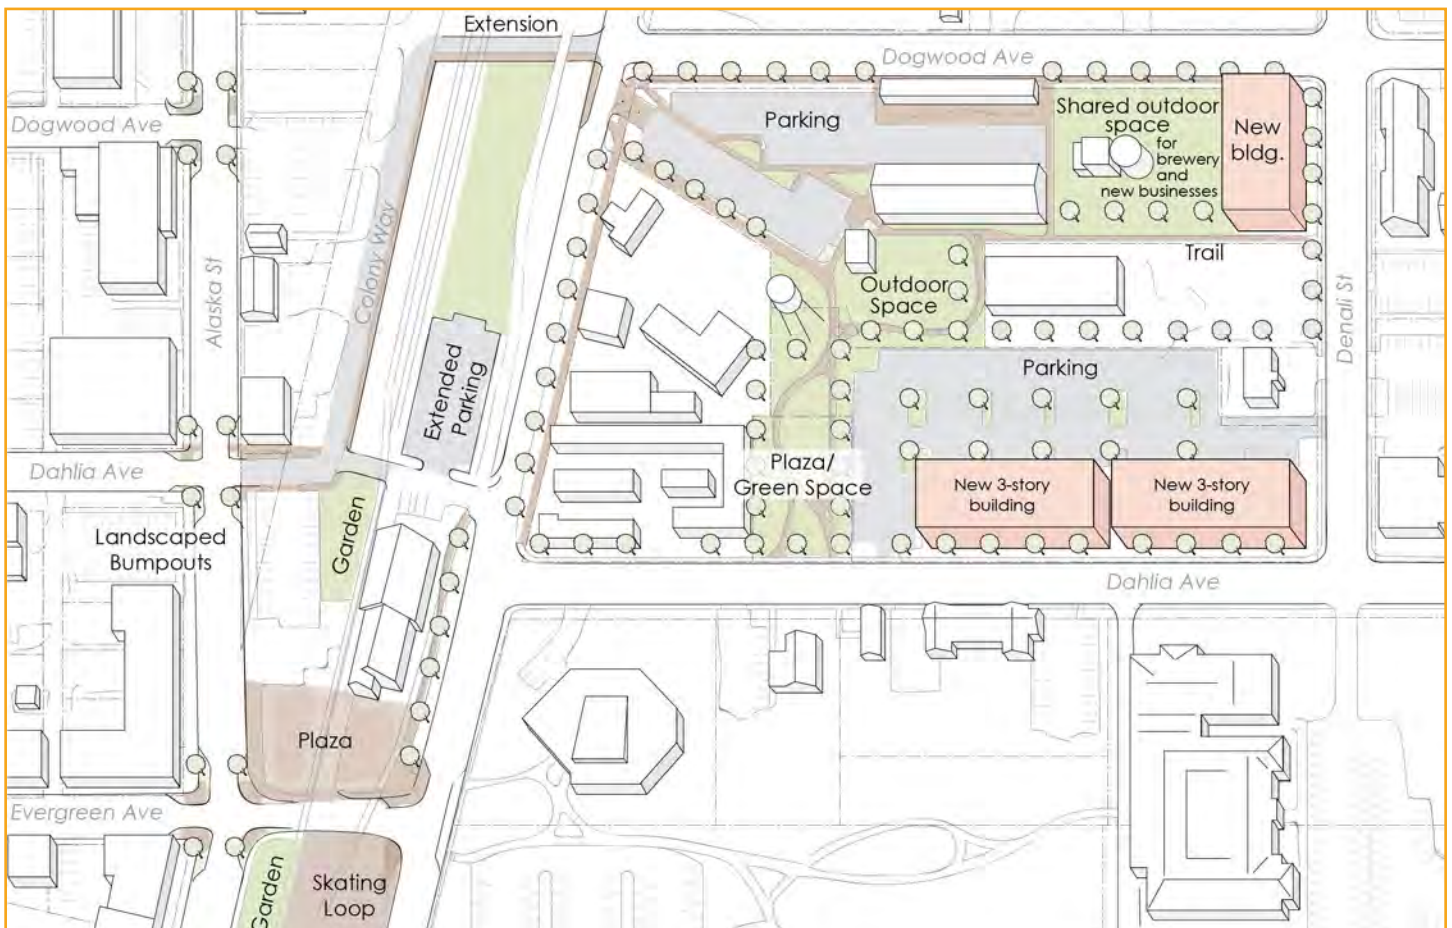 Extension
Dogwood Ave
Dogwood Ave
Parking
Shared outdoor
space
for
brewery
and
new businesses
New
bldg.
Colony Way
Alaska St
Trail
Outdoor
Space
Denali St
Extended
Parking
Parking
Dahlia Ave
Plaza/
Green Space
New 3-story
building
New 3-story
building
Garden
Landscaped
Bumpouts
Dahlia Ave
Plaza
Evergreen Ave
Garden
Skating
Loop